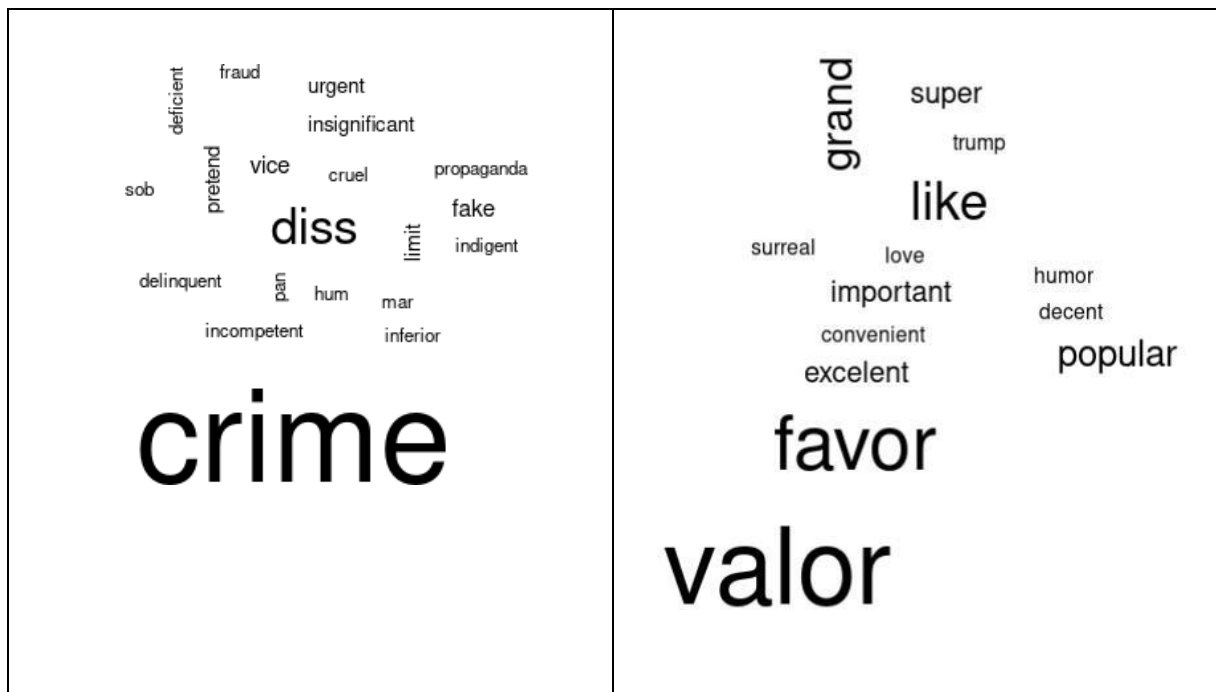 fraud
deficient
urgent
insignificant
pretend
vice
cruel
propaganda
sob
fake
diss
limit
indigent
delinquent
pan
hum
mar
incompetent
inferior
crime
grand
super
trump
like
surreal
love
humor
important
decent
convenient
popular
excelent
favor
valor